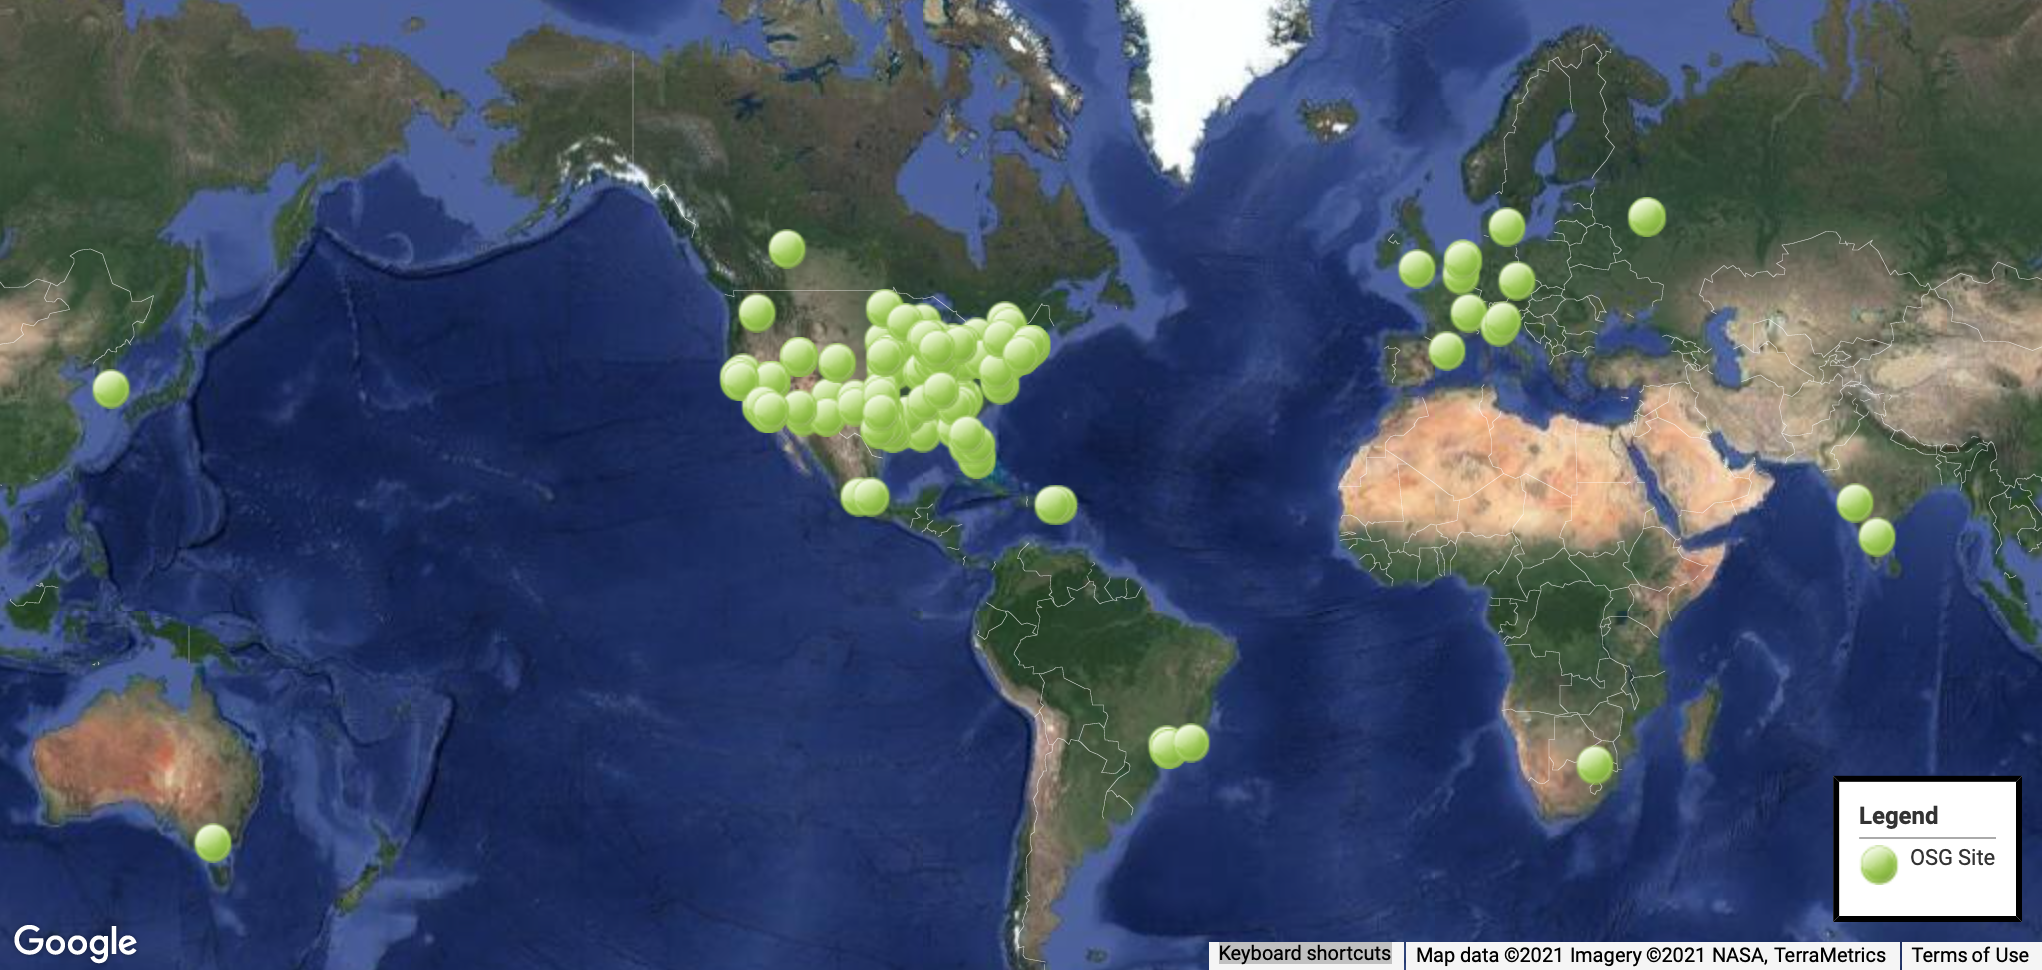 Legend
OSG Site
Google
Keyboard shortcuts
Map data ©2021 Imagery ©2021 NASA, TerraMetrics
Terms of Use